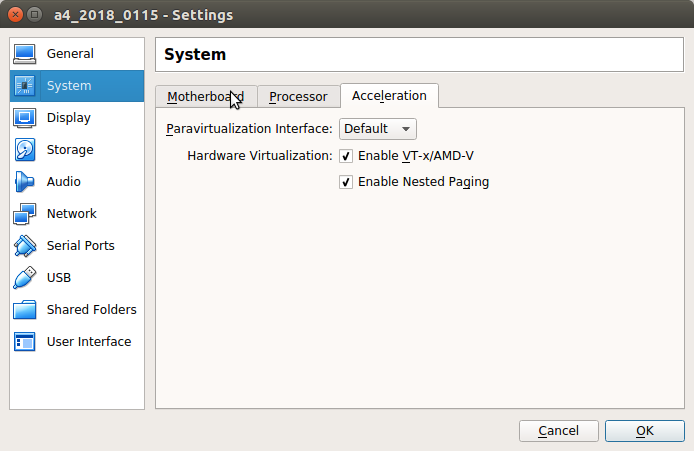 a4_2018_0115 - Settings
General
System
Display
Storage
Audio
Network
Serial Ports
USB
Shared Folders
User Interface
System
Motherboard Processor Acceleration
Paravirtualization Interface: Default
Hardware Virtualization: Enable VT-x/AMD-V
Enable Nested Paging
Cancel OK